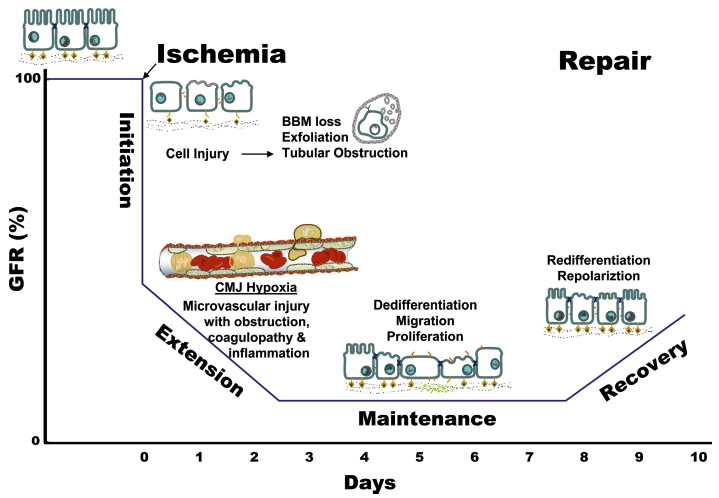 Ischemia
Repair
100
Initiation
BBM loss
Exfoliation
Cell Injury
Tubular Obstruction
GFR (%)
CMJ Hypoxia
Microvascular injury
with obstruction,
coagulopathy &
inflammation
Extension
Dedifferentiation
Migration
Proliferation
Maintenance
Redifferentiation
Repolariztion
Recovery
0
0 1 2 3 4 5 6 7 8 9 10
Days